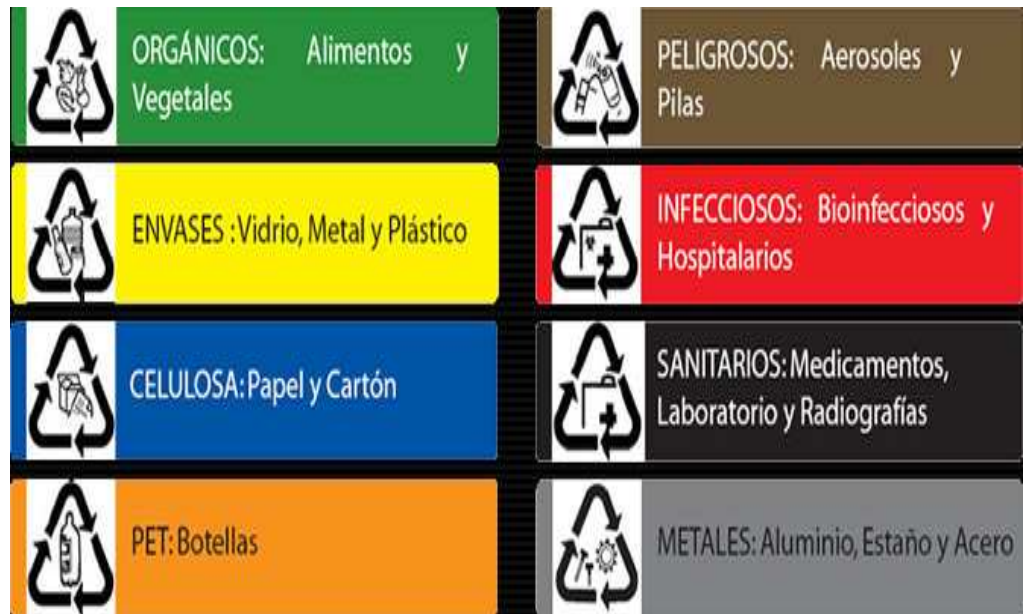 ORGÁNICOS: Alimentos y
Vegetales
ENVASES : Vidrio, Metal y Plástico
CELULOSA: Papel y Cartón
PET: Botellas
PELIGROSOS: Aerosoles y
Pilas
INFECCIOSOS: Bioinfecciosos y
Hospitalarios
SANITARIOS: Medicamentos,
Laboratorio y Radiografías
METALES: Aluminio, Estaño y Acero